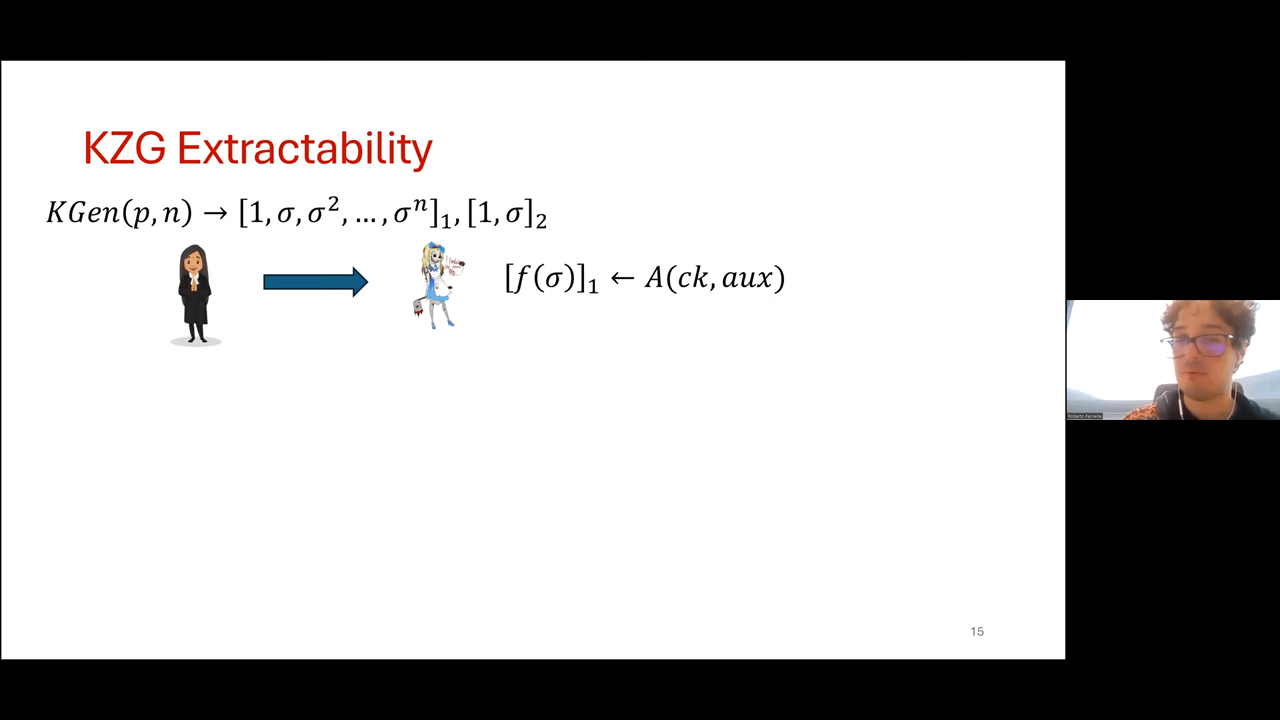 KZG Extractability
KGen(p, n) → [1, σ, σ², … , σⁿ]₁, [1, σ]₂
[f(σ)]₁ ← A(ck, aux)
15